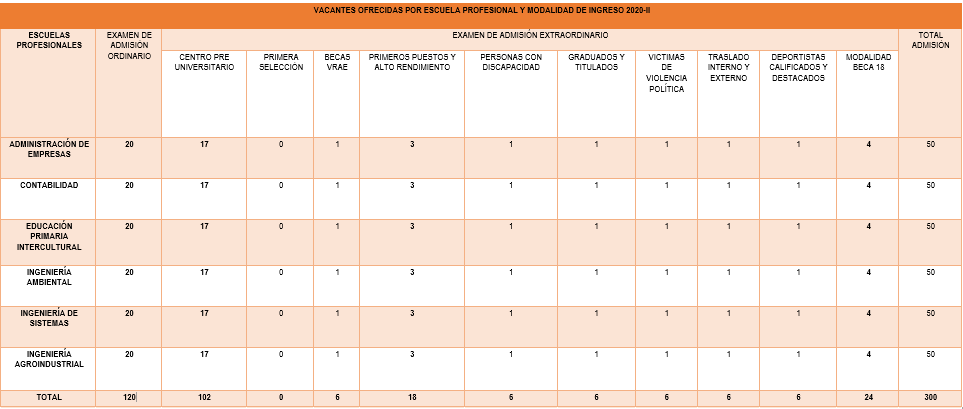 VACANTES OFRECIDAS POR ESCUELA PROFESIONAL Y MODALIDAD DE INGRESO 2020-II
ESCUELAS PROFESIONALES | EXAMEN DE ADMISION ORDINARIO | EXAMEN DE ADMISIÓN EXTRAORDINARIO | TOTAL ADMISIÓN
CENTRO PRE UNIVERSITARIO | PRIMERA SELECCIÓN | BECAS VRAE | PRIMEROS PUESTOS Y ALTO RENDIMIENTO | PERSONAS CON DISCAPACIDAD | GRADUADOS Y TITULADOS | VICTIMAS DE VIOLENCIA POLÍTICA | TRASLADO INTERNO Y EXTERNO | DEPORTISTAS CALIFICADOS Y DESTACADOS | MODALIDAD BECA 18
ADMINISTRACIÓN DE EMPRESAS | 20 | 17 | 0 | 1 | 3 | 1 | 1 | 1 | 1 | 1 | 4 | 50
CONTABILIDAD | 20 | 17 | 0 | 1 | 3 | 1 | 1 | 1 | 1 | 1 | 4 | 50
EDUCACIÓN PRIMARIA INTERCULTURAL | 20 | 17 | 0 | 1 | 3 | 1 | 1 | 1 | 1 | 1 | 4 | 50
INGENIERÍA AMBIENTAL | 20 | 17 | 0 | 1 | 3 | 1 | 1 | 1 | 1 | 1 | 4 | 50
INGENIERÍA DE SISTEMAS | 20 | 17 | 0 | 1 | 3 | 1 | 1 | 1 | 1 | 1 | 4 | 50
INGENIERÍA AGROINDUSTRIAL | 20 | 17 | 0 | 1 | 3 | 1 | 1 | 1 | 1 | 1 | 4 | 50
TOTAL | 120 | 102 | 0 | 6 | 18 | 6 | 6 | 6 | 6 | 6 | 24 | 300